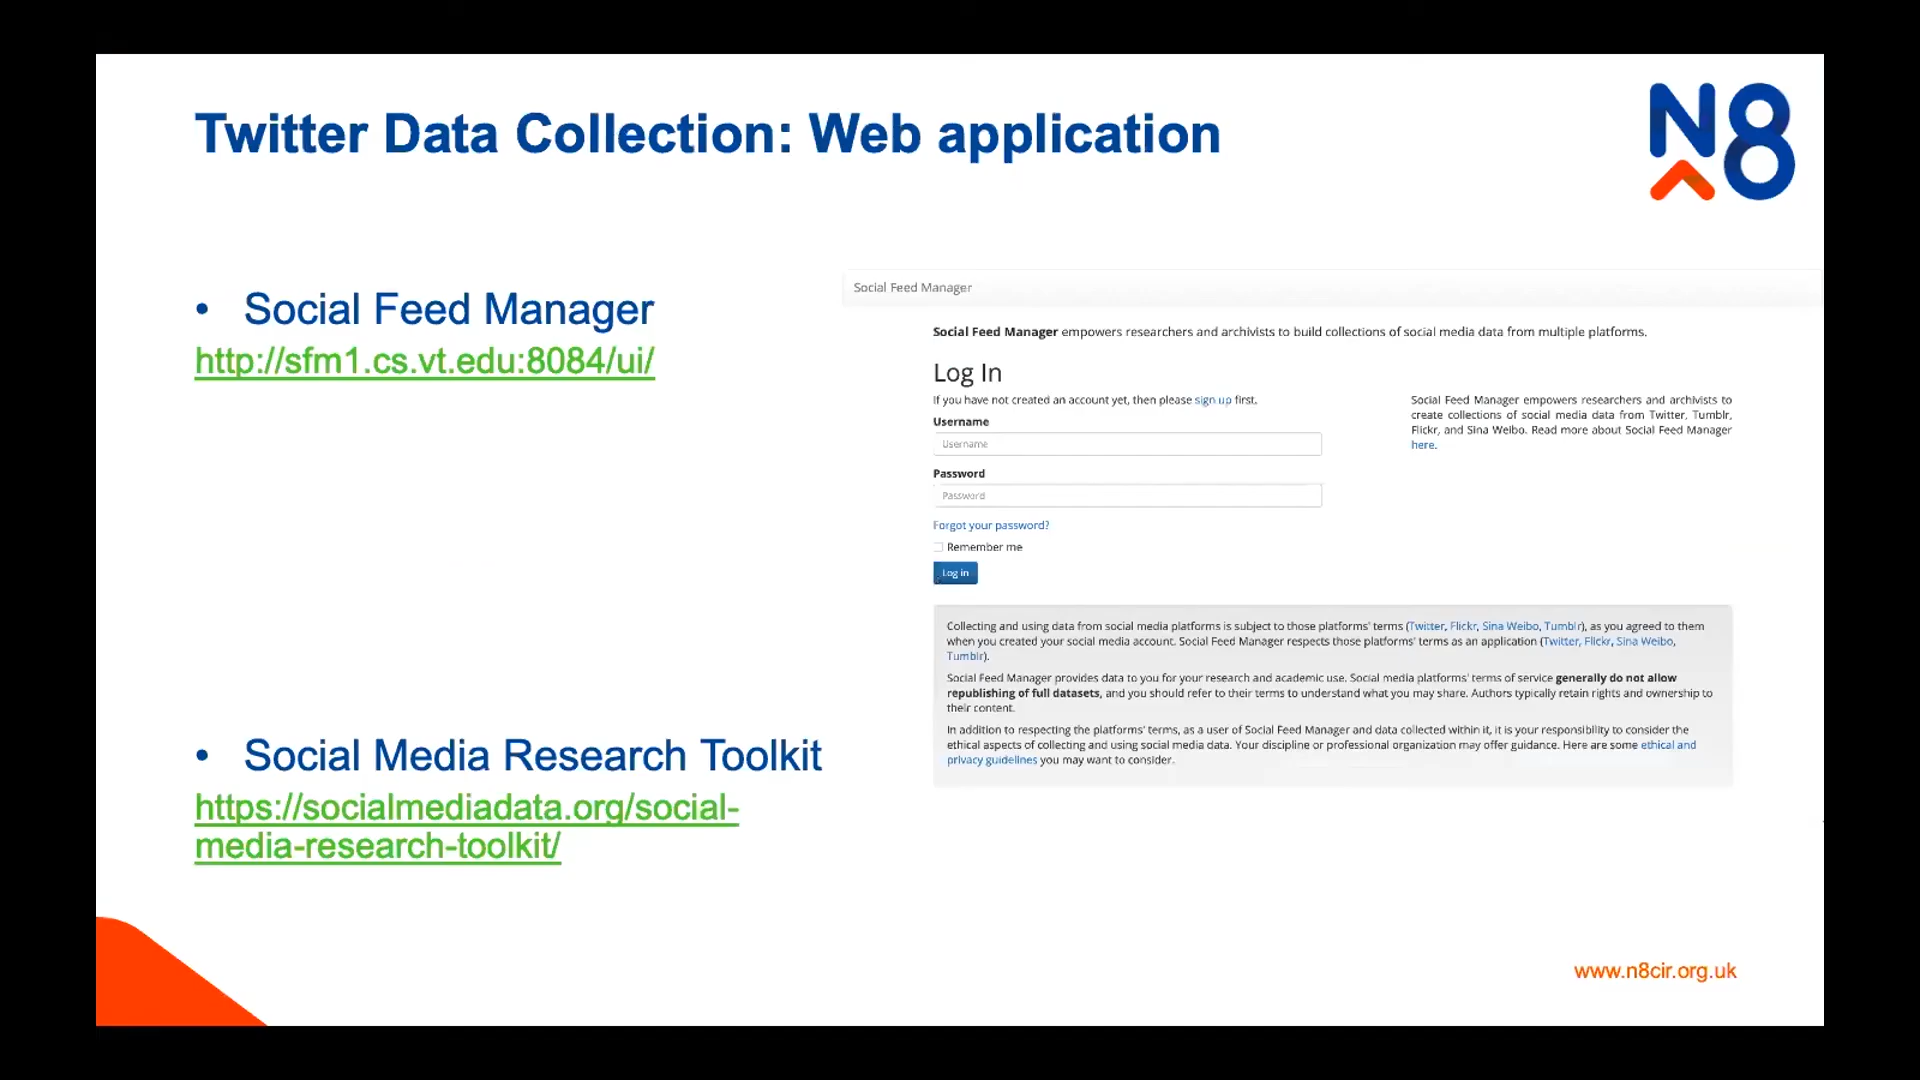 Twitter Data Collection: Web application
N8
• Social Feed Manager
http://sfm1.cs.vt.edu:8084/ui/
• Social Media Research Toolkit
https://socialmediadata.org/social-
media-research-toolkit/
Social Feed Manager
Social Feed Manager empowers researchers and archivists to build collections of social media data from multiple platforms.
Log In
If you have not created an account yet, then please sign up first.
Username
Username
Password
Password
Forgot your password?
Remember me
Log in
Social Feed Manager empowers researchers and archivists to
create collections of social media data from Twitter, Tumblr,
Flickr, and Sina Weibo. Read more about Social Feed Manager
here.
Collecting and using data from social media platforms is subject to those platforms' terms (Twitter, Flickr, Sina Weibo, Tumblr), as you agreed to them
when you created your social media account. Social Feed Manager respects those platforms' terms as an application (Twitter, Flickr, Sina Weibo,
Tumblr).
Social Feed Manager provides data to you for your research and academic use. Social media platforms' terms of service generally do not allow
republishing of full datasets, and you should refer to their terms to understand what you may share. Authors typically retain rights and ownership to
their content.
In addition to respecting the platforms' terms, as a user of Social Feed Manager and data collected within it, it is your responsibility to consider the
ethical aspects of collecting and using social media data. Your discipline or professional organization may offer guidance. Here are some ethical and
privacy guidelines you may want to consider.
www.n8cir.org.uk